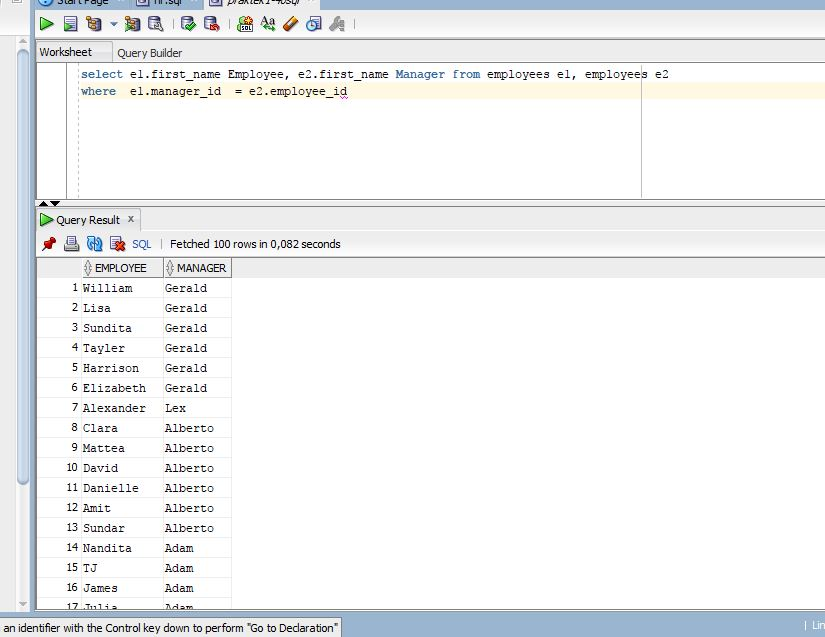 Start Page hr.sql praktek1~4.sql
Worksheet Query Builder
select e1.first_name Employee, e2.first_name Manager from employees e1, employees e2
where e1.manager_id = e2.employee_id
Query Result x
SQL | Fetched 100 rows in 0,082 seconds
EMPLOYEE MANAGER
1 William Gerald
2 Lisa Gerald
3 Sundita Gerald
4 Tayler Gerald
5 Harrison Gerald
6 Elizabeth Gerald
7 Alexander Lex
8 Clara Alberto
9 Mattea Alberto
10 David Alberto
11 Danielle Alberto
12 Amit Alberto
13 Sundar Alberto
14 Nandita Adam
15 TJ Adam
16 James Adam
17 Julia Adam
an identifier with the Control key down to perform "Go to Declaration" | Lin